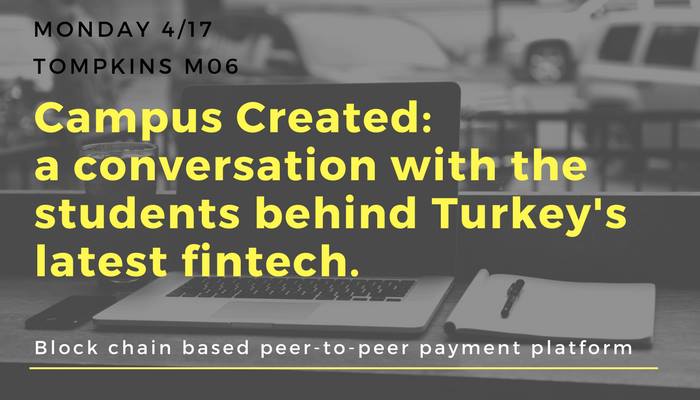 MONDAY 4/17
TOMPKINS M06
Campus Created:
a conversation with the
students behind Turkey's
latest fintech.
Block chain based peer-to-peer payment platform